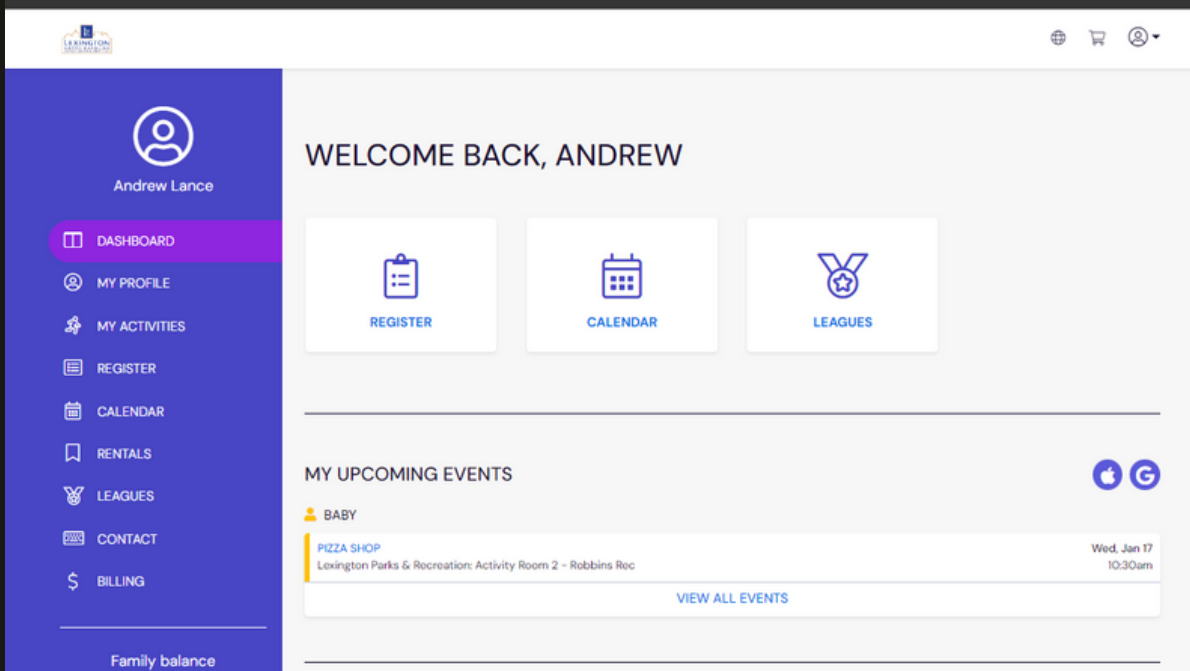 LEXINGTON
Andrew Lance
DASHBOARD
MY PROFILE
MY ACTIVITIES
REGISTER
CALENDAR
RENTALS
LEAGUES
CONTACT
BILLING
Family balance
WELCOME BACK, ANDREW
REGISTER
CALENDAR
LEAGUES
MY UPCOMING EVENTS
BABY
PIZZA SHOP
Wed, Jan 17
Lexington Parks & Recreation: Activity Room 2 - Robbins Rec
10:30am
VIEW ALL EVENTS